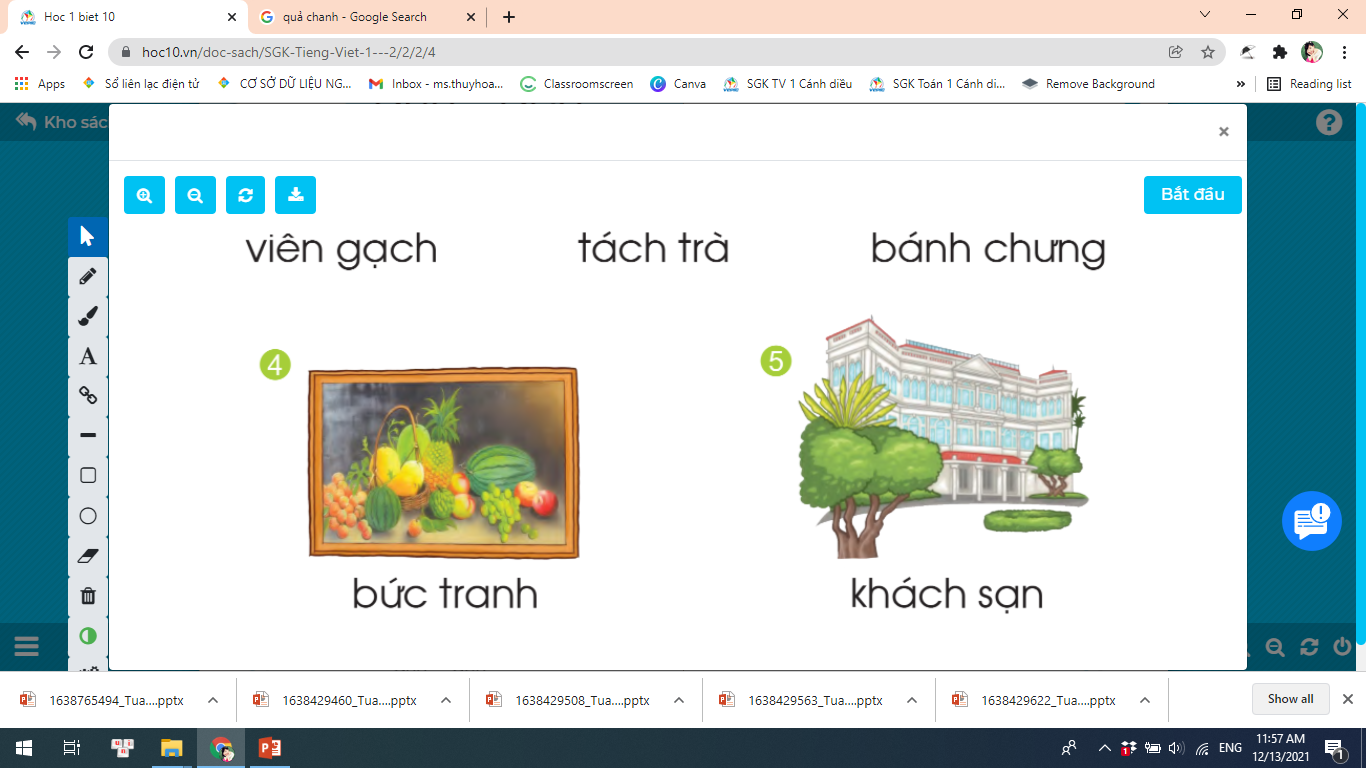 Hoc 1 biet 10
quả chanh - Google Search
hoc10.vn/doc-sach/SGK-Tieng-Viet-1---2/2/2/4
Apps Sổ liên lạc điện tử CƠ SỞ DỮ LIỆU NG... Inbox - ms.thuyhoa... Classroomscreen Canva SGK TV 1 Cánh diều SGK Toán 1 Cánh di... Remove Background » Reading list
Kho sác
Bắt đầu
viên gạch tách trà bánh chưng
4 5
bức tranh khách sạn
1638765494_Tua....pptx 1638429460_Tua....pptx 1638429508_Tua....pptx 1638429563_Tua....pptx 1638429622_Tua....pptx Show all
ENG
11:57 AM
12/13/2021